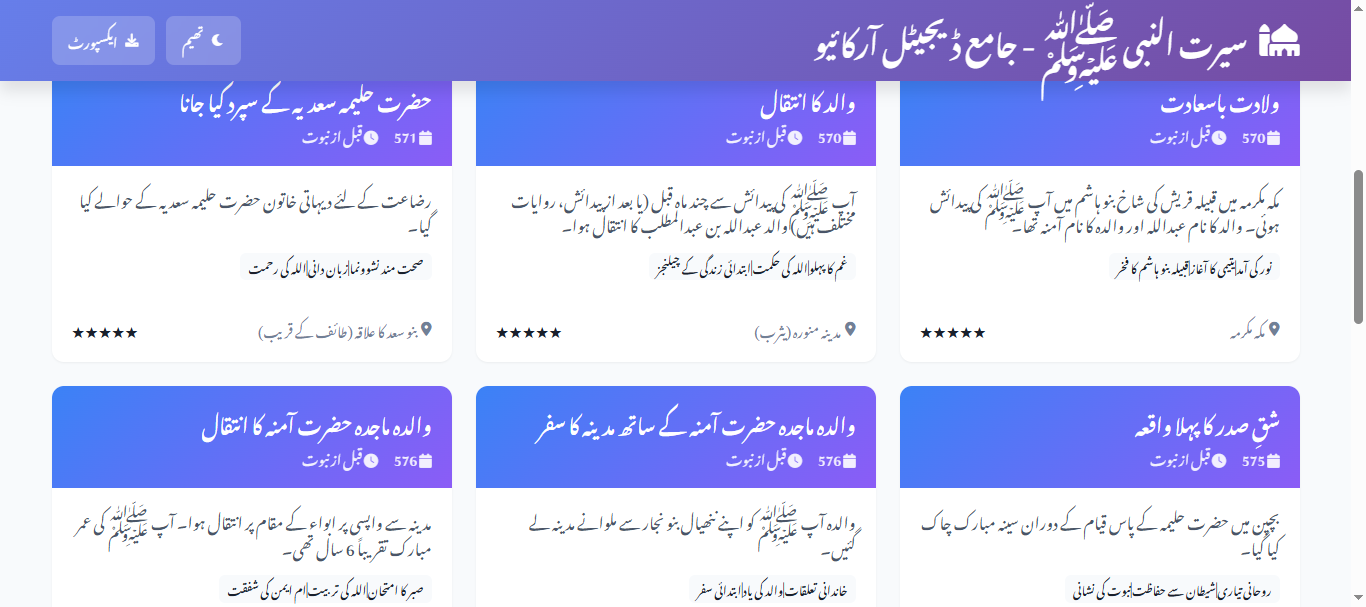 سیرت النبی ﷺ - جامع ڈیجیٹل آرکائیو
تھیم
ایکسپورٹ
ولادت باسعادت
570 قبل از نبوت
مکہ مکرمہ میں قبیلہ قریش کی شاخ بنو ہاشم میں آپ ﷺ کی پیدائش
ہوئی۔ والد کا نام عبداللہ اور والدہ کا نام آمنہ تھا۔
نور کی آمد|یتیمی کا آغاز|قبیلہ بنو ہاشم کا فخر
مکہ مکرمہ
★★★★★
والد کا انتقال
570 قبل از نبوت
آپ ﷺ کی پیدائش سے چند ماہ قبل (یا بعد از پیدائش، روایات
مختلف ہیں) والد عبداللہ بن عبدالمطلب کا انتقال ہوا۔
غم کا پہلو|اللہ کی حکمت|ابتدائی زندگی کے چیلنجز
مدینہ منورہ (یثرب)
★★★★★
حضرت حلیمہ سعدیہ کے سپرد کیا جانا
571 قبل از نبوت
رضاعت کے لئے دیہاتی خاتون حضرت حلیمہ سعدیہ کے حوالے کیا
گیا۔
صحت مند نشوونما|زبان دانی|اللہ کی رحمت
بنو سعد کا علاقہ (طائف کے قریب)
★★★★★
شقِ صدر کا پہلا واقعہ
575 قبل از نبوت
بچپن میں حضرت حلیمہ کے پاس قیام کے دوران سینہ مبارک چاک
کیا گیا۔
روحانی تیاری|شیطان سے حفاظت|نبوت کی نشانی
والدہ ماجدہ حضرت آمنہ کے ساتھ مدینہ کا سفر
576 قبل از نبوت
والدہ آپ ﷺ کو اپنے ننھیال بنو نجار سے ملوانے مدینہ لے
گئیں۔
خاندانی تعلقات|والد کی یاد|ابتدائی سفر
والدہ ماجدہ حضرت آمنہ کا انتقال
576 قبل از نبوت
مدینہ سے واپسی پر ابواء کے مقام پر انتقال ہوا۔ آپ ﷺ کی عمر
مبارک تقریباً 6 سال تھی۔
صبر کا امتحان|اللہ کی تربیت|ام ایمن کی شفقت